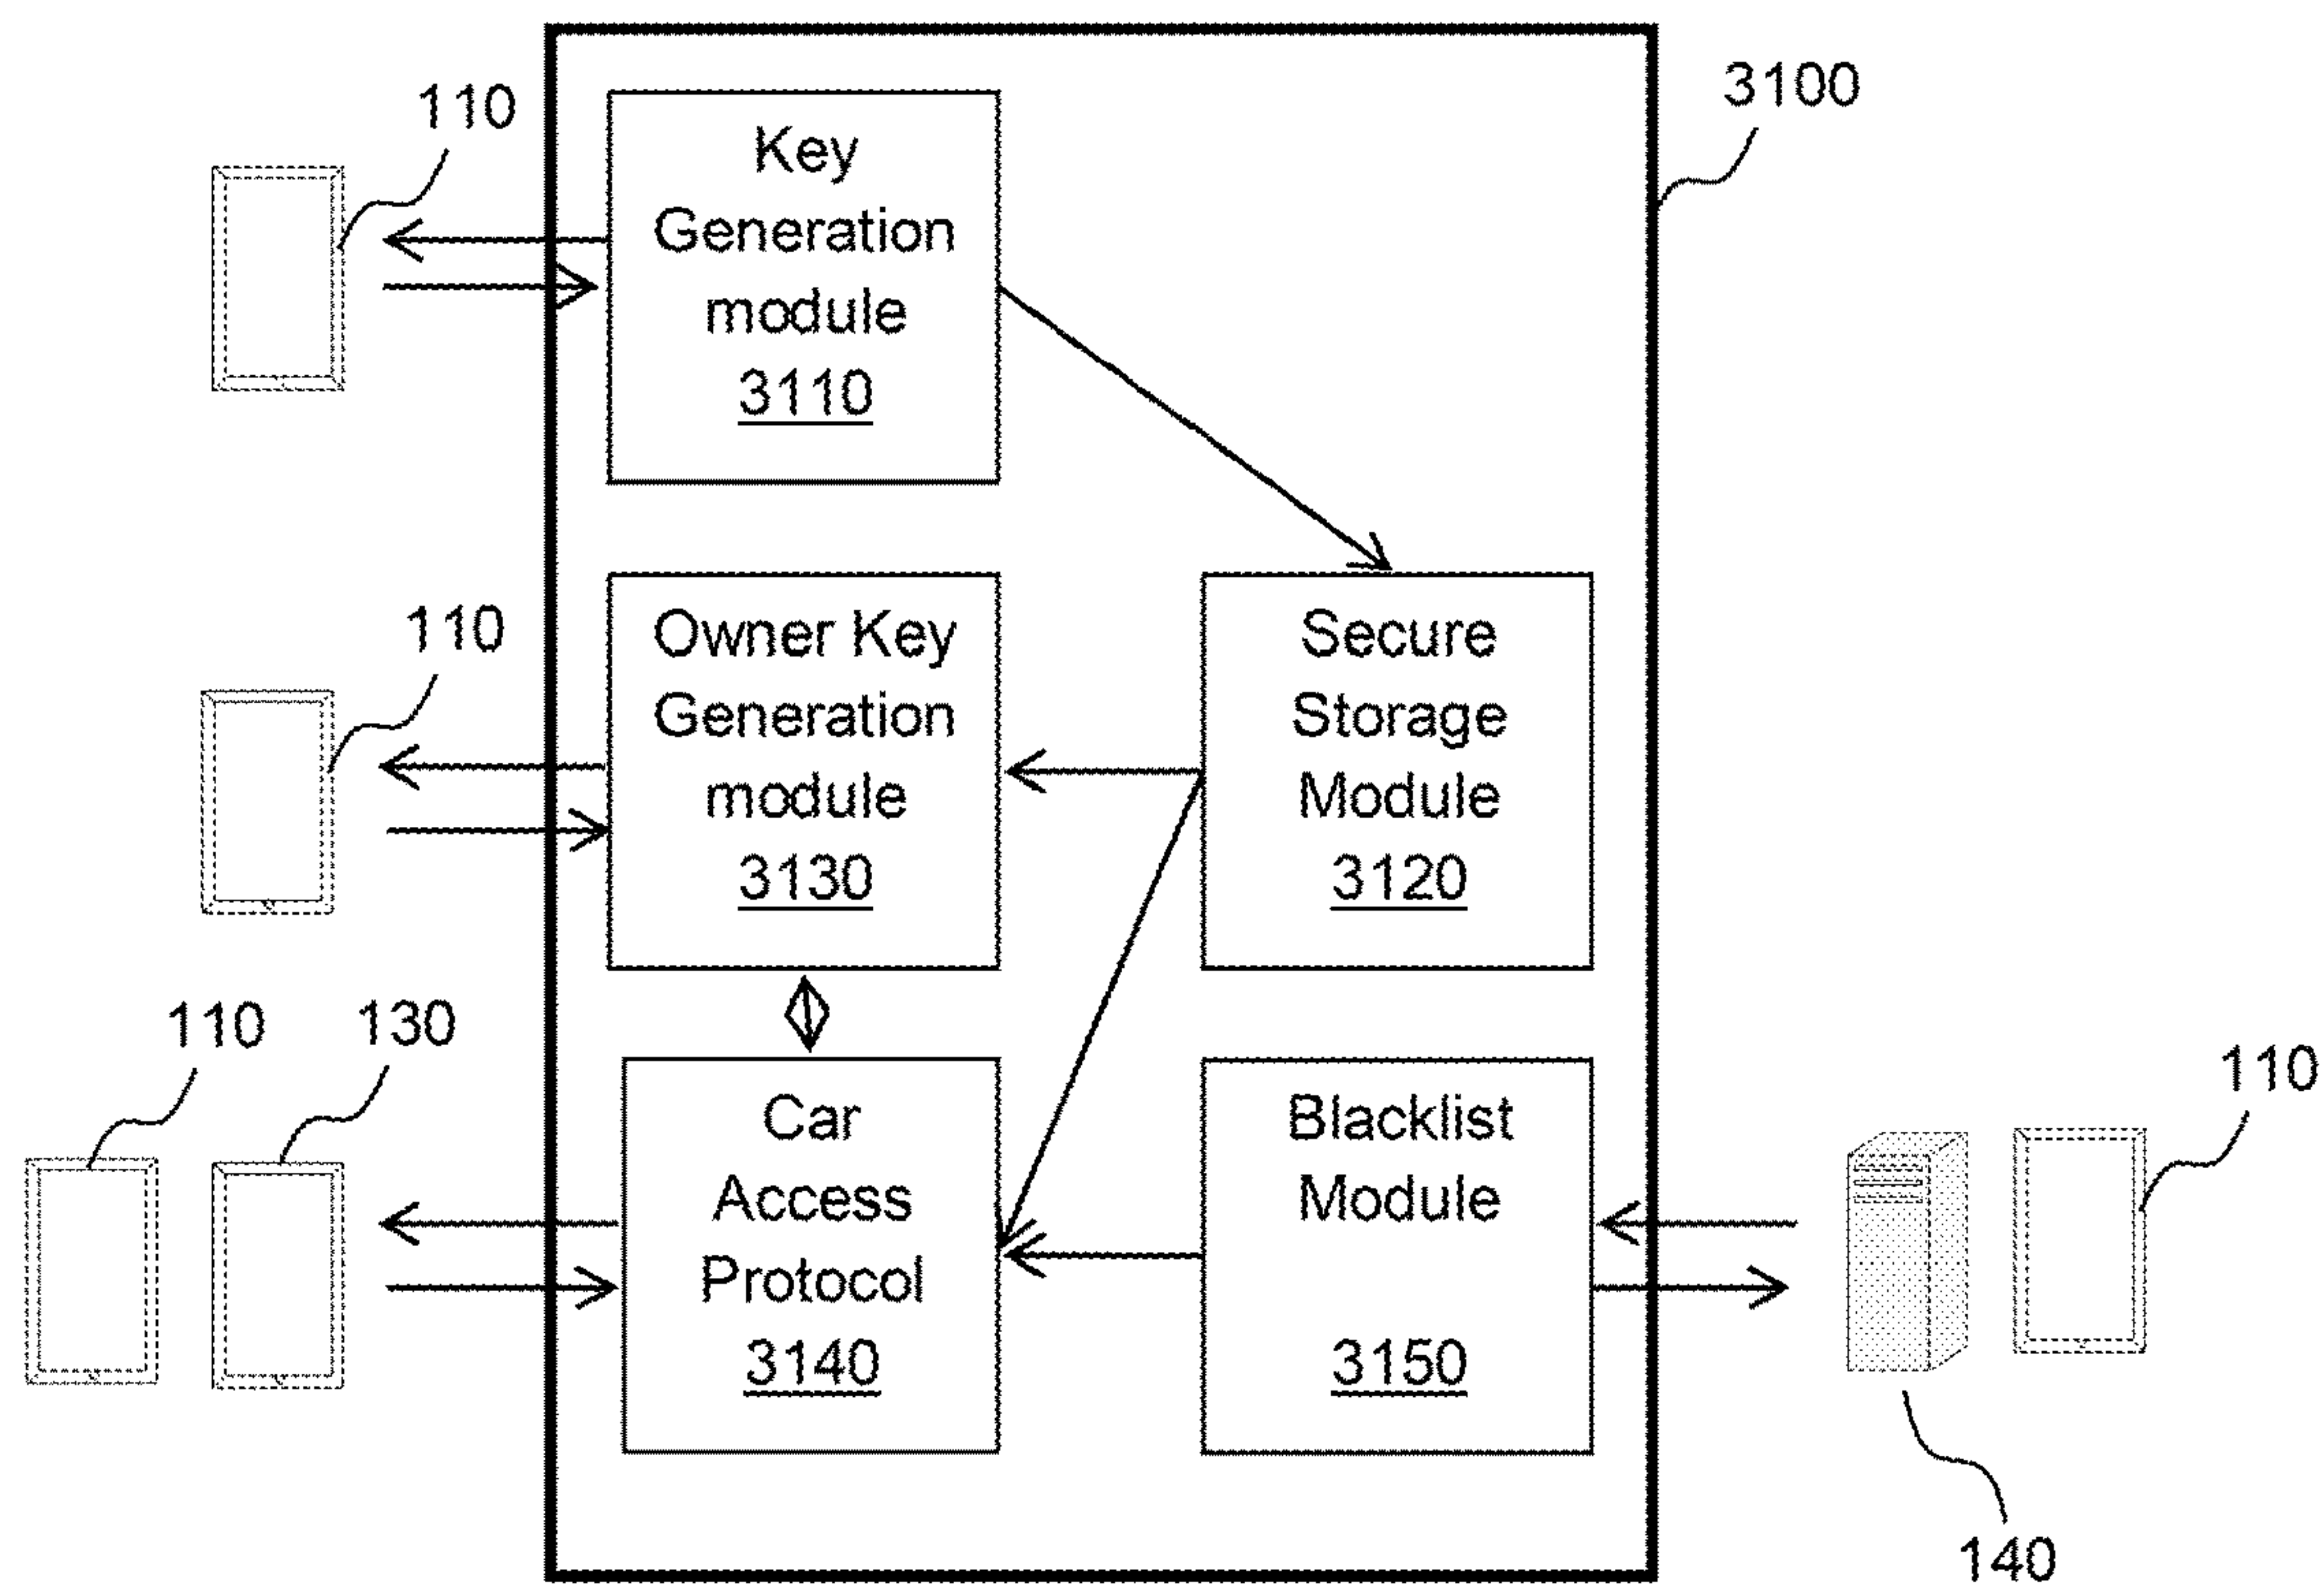 3100
110
Key
Generation
module
3110
110
Owner Key
Generation
module
3130
Secure
Storage
Module
3120
110
130
Car
Access
Protocol
3140
Blacklist
Module
3150
110
140